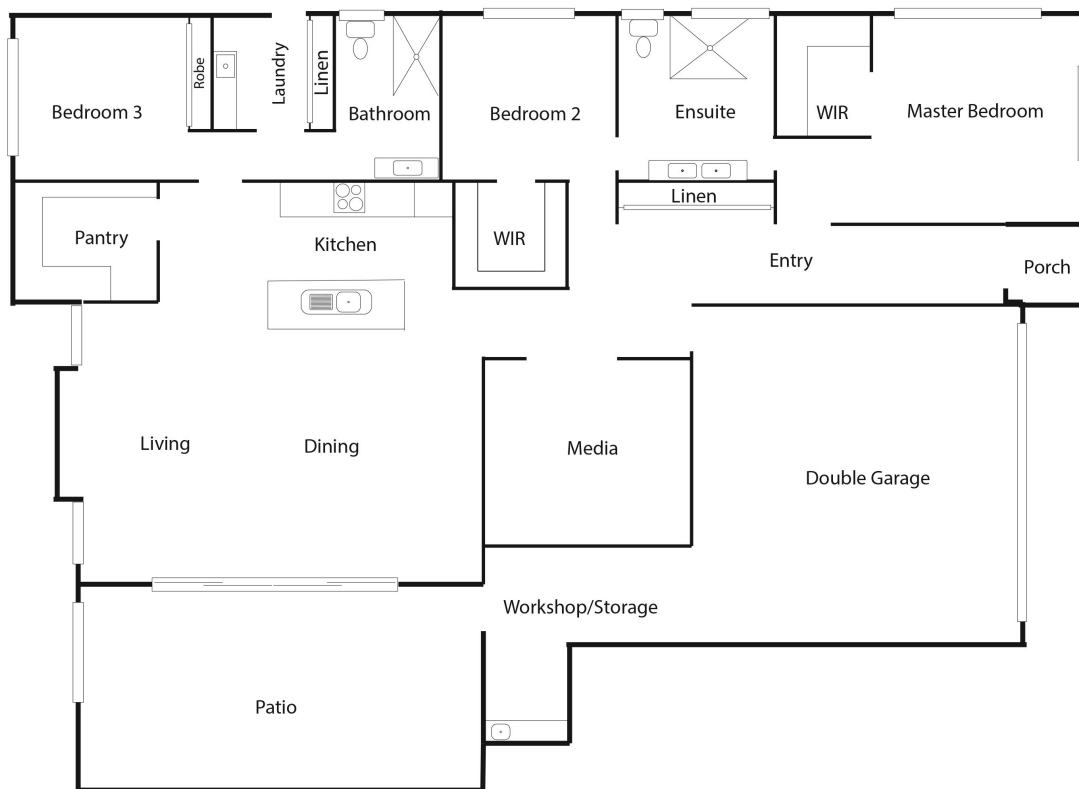 Bedroom 3
Robe
Laundry
Linen
Bathroom
Bedroom 2
Ensuite
WIR
Master Bedroom
Linen
Pantry
Kitchen
WIR
Entry
Porch
Living
Dining
Media
Double Garage
Workshop/Storage
Patio